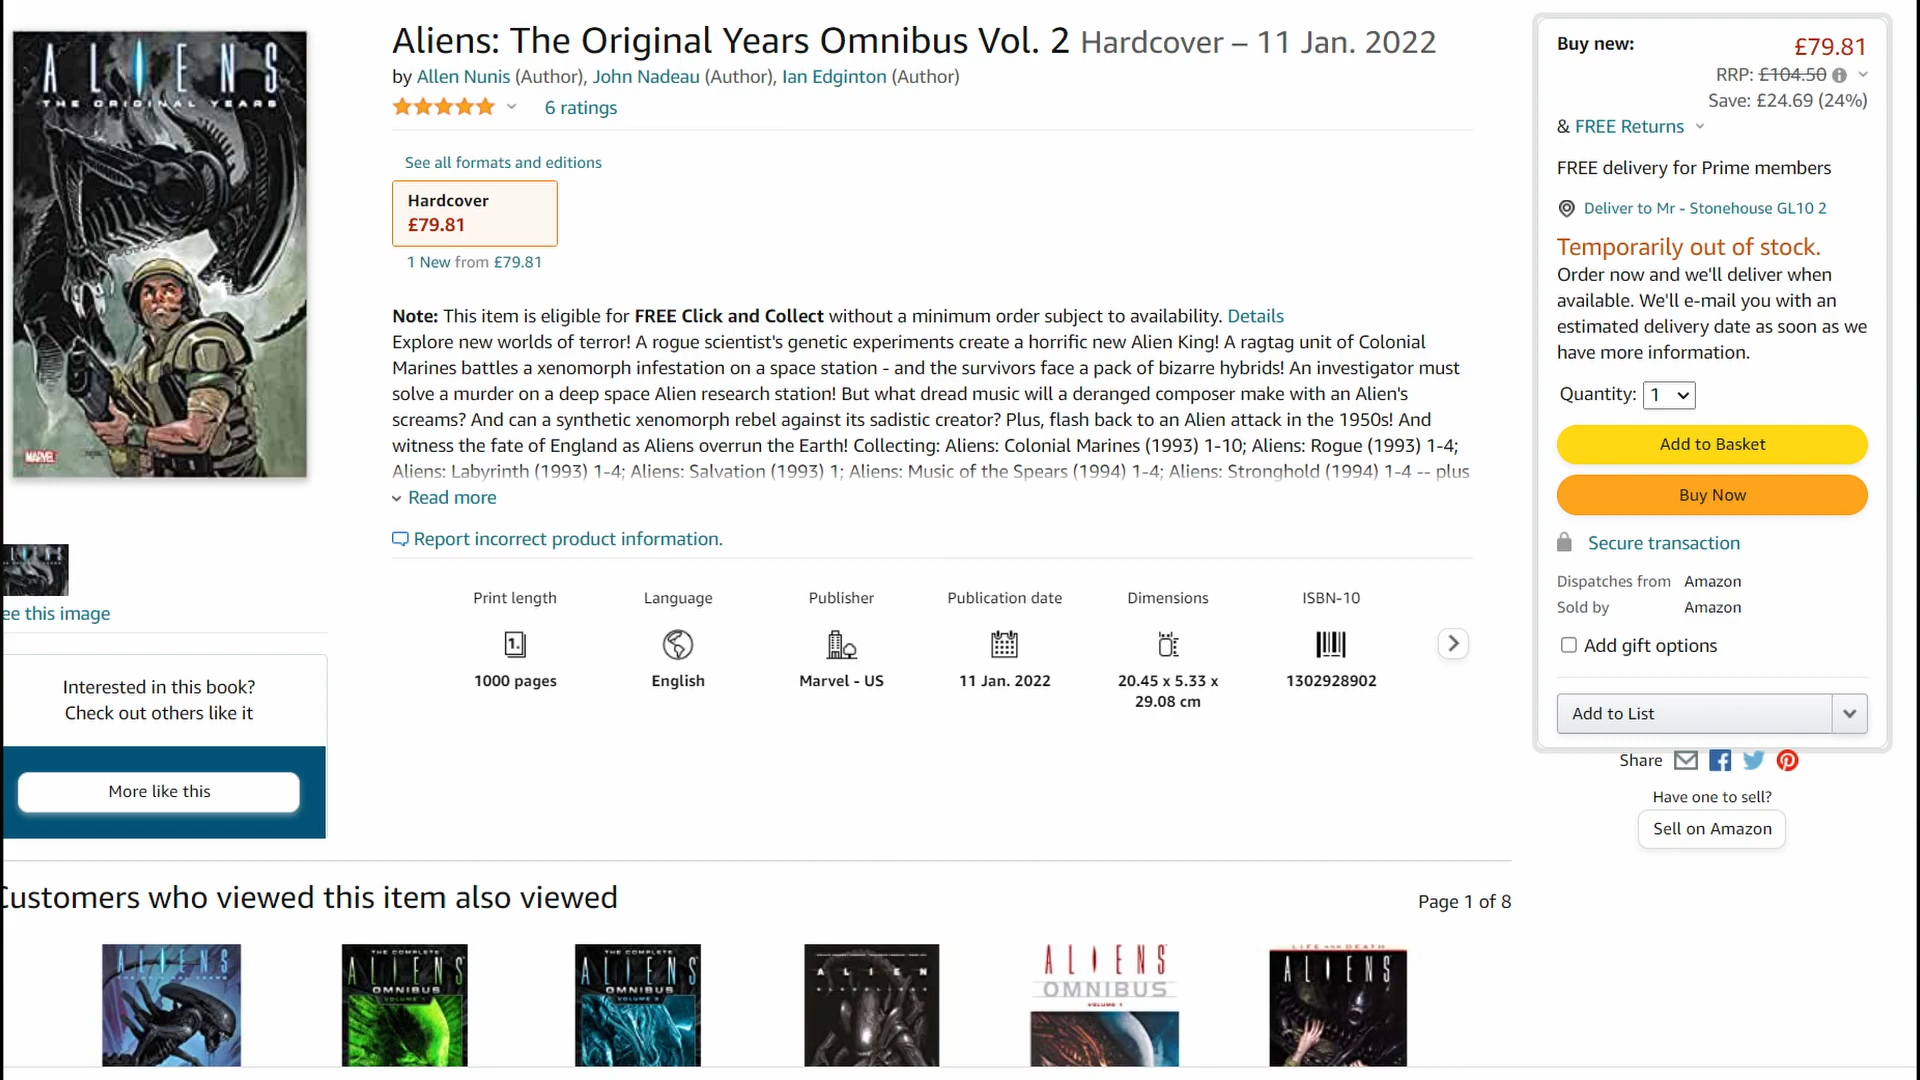 ALIENS
THE ORIGINAL YEARS
MARVEL
ee this image
Interested in this book?
Check out others like it
More like this
Aliens: The Original Years Omnibus Vol. 2 Hardcover – 11 Jan. 2022
by Allen Nunis (Author), John Nadeau (Author), Ian Edginton (Author)
6 ratings
See all formats and editions
Hardcover
£79.81
1 New from £79.81
Note: This item is eligible for FREE Click and Collect without a minimum order subject to availability. Details
Explore new worlds of terror! A rogue scientist's genetic experiments create a horrific new Alien King! A ragtag unit of Colonial
Marines battles a xenomorph infestation on a space station - and the survivors face a pack of bizarre hybrids! An investigator must
solve a murder on a deep space Alien research station! But what dread music will a deranged composer make with an Alien's
screams? And can a synthetic xenomorph rebel against its sadistic creator? Plus, flash back to an Alien attack in the 1950s! And
witness the fate of England as Aliens overrun the Earth! Collecting: Aliens: Colonial Marines (1993) 1-10; Aliens: Rogue (1993) 1-4;
Aliens: Labyrinth (1993) 1-4; Aliens: Salvation (1993) 1; Aliens: Music of the Spears (1994) 1-4; Aliens: Stronghold (1994) 1-4 -- plus
Read more
Report incorrect product information.
Print length
1000 pages
Language
English
Publisher
Marvel - US
Publication date
11 Jan. 2022
Dimensions
20.45 x 5.33 x
29.08 cm
ISBN-10
1302928902
Buy new:
£79.81
RRP: £104.50
Save: £24.69 (24%)
& FREE Returns
FREE delivery for Prime members
Deliver to Mr - Stonehouse GL10 2
Temporarily out of stock.
Order now and we'll deliver when
available. We'll e-mail you with an
estimated delivery date as soon as we
have more information.
Quantity: 1
Add to Basket
Buy Now
Secure transaction
Dispatches from Amazon
Sold by Amazon
Add gift options
Add to List
Share
Have one to sell?
Sell on Amazon
Customers who viewed this item also viewed
Page 1 of 8
ALIENS
THE ORIGINAL YEARS
THE COMPLETE
ALIENS
OMNIBUS
VOLUME 1
THE COMPLETE
ALIENS
OMNIBUS
ALIEN
ALIENS
OMNIBUS
VOLUME 1
LIFE AND DEATH
ALIENS